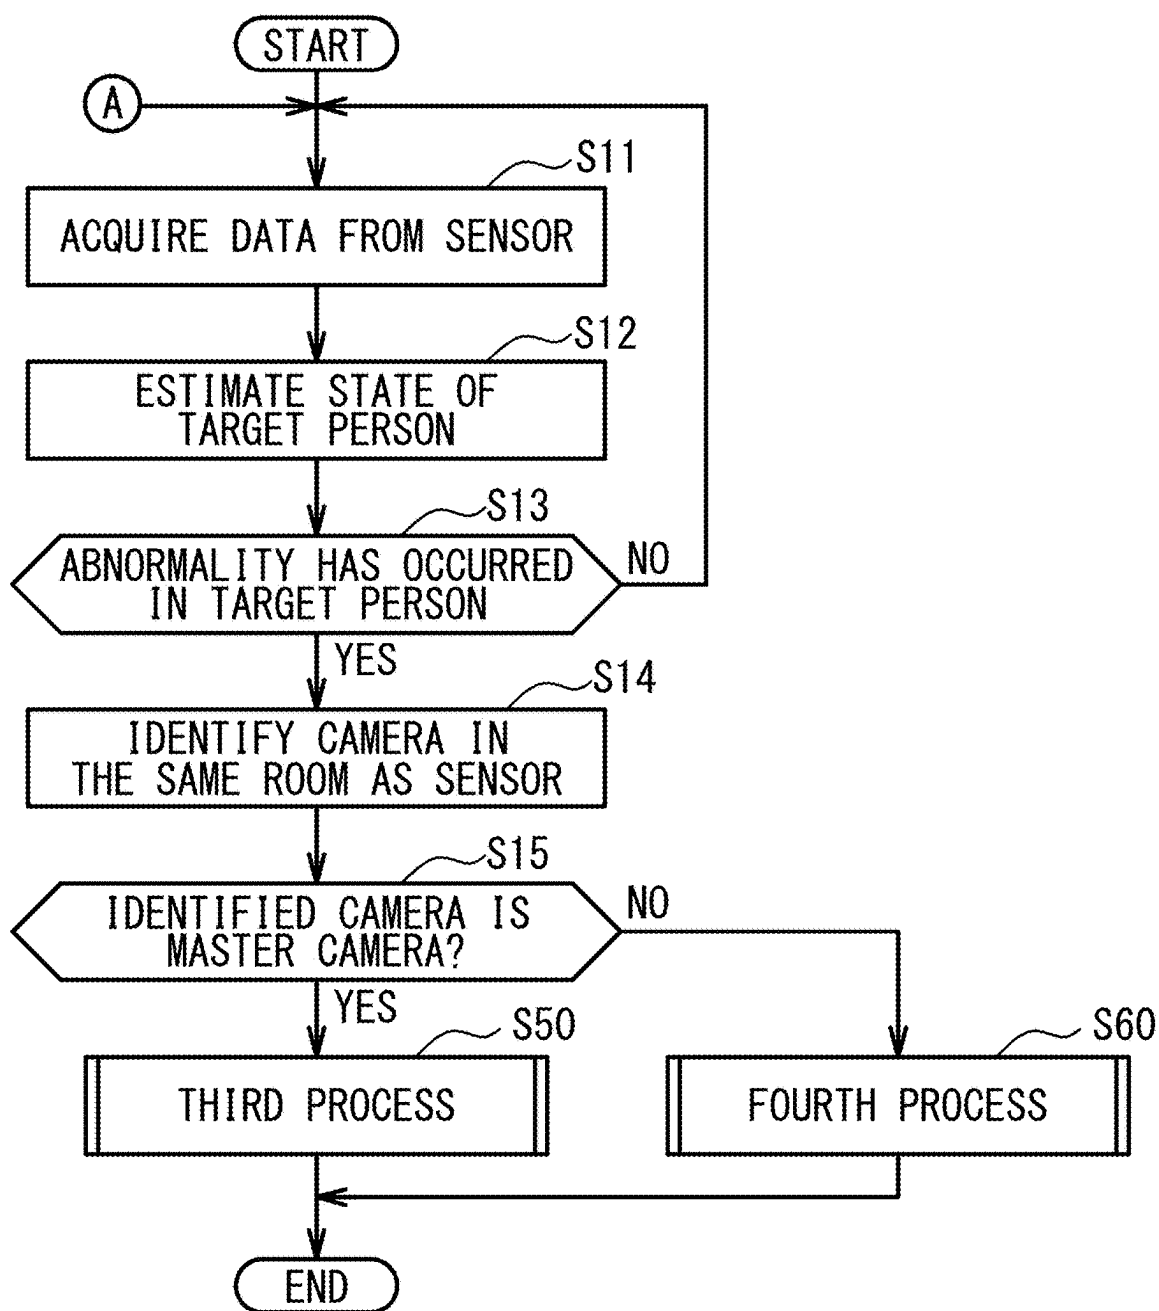 START
A
S11
ACQUIRE DATA FROM SENSOR
S12
ESTIMATE STATE OF
TARGET PERSON
S13
ABNORMALITY HAS OCCURRED
IN TARGET PERSON
NO
YES
S14
IDENTIFY CAMERA IN
THE SAME ROOM AS SENSOR
S15
IDENTIFIED CAMERA IS
MASTER CAMERA?
NO
YES
S50
THIRD PROCESS
S60
FOURTH PROCESS
END